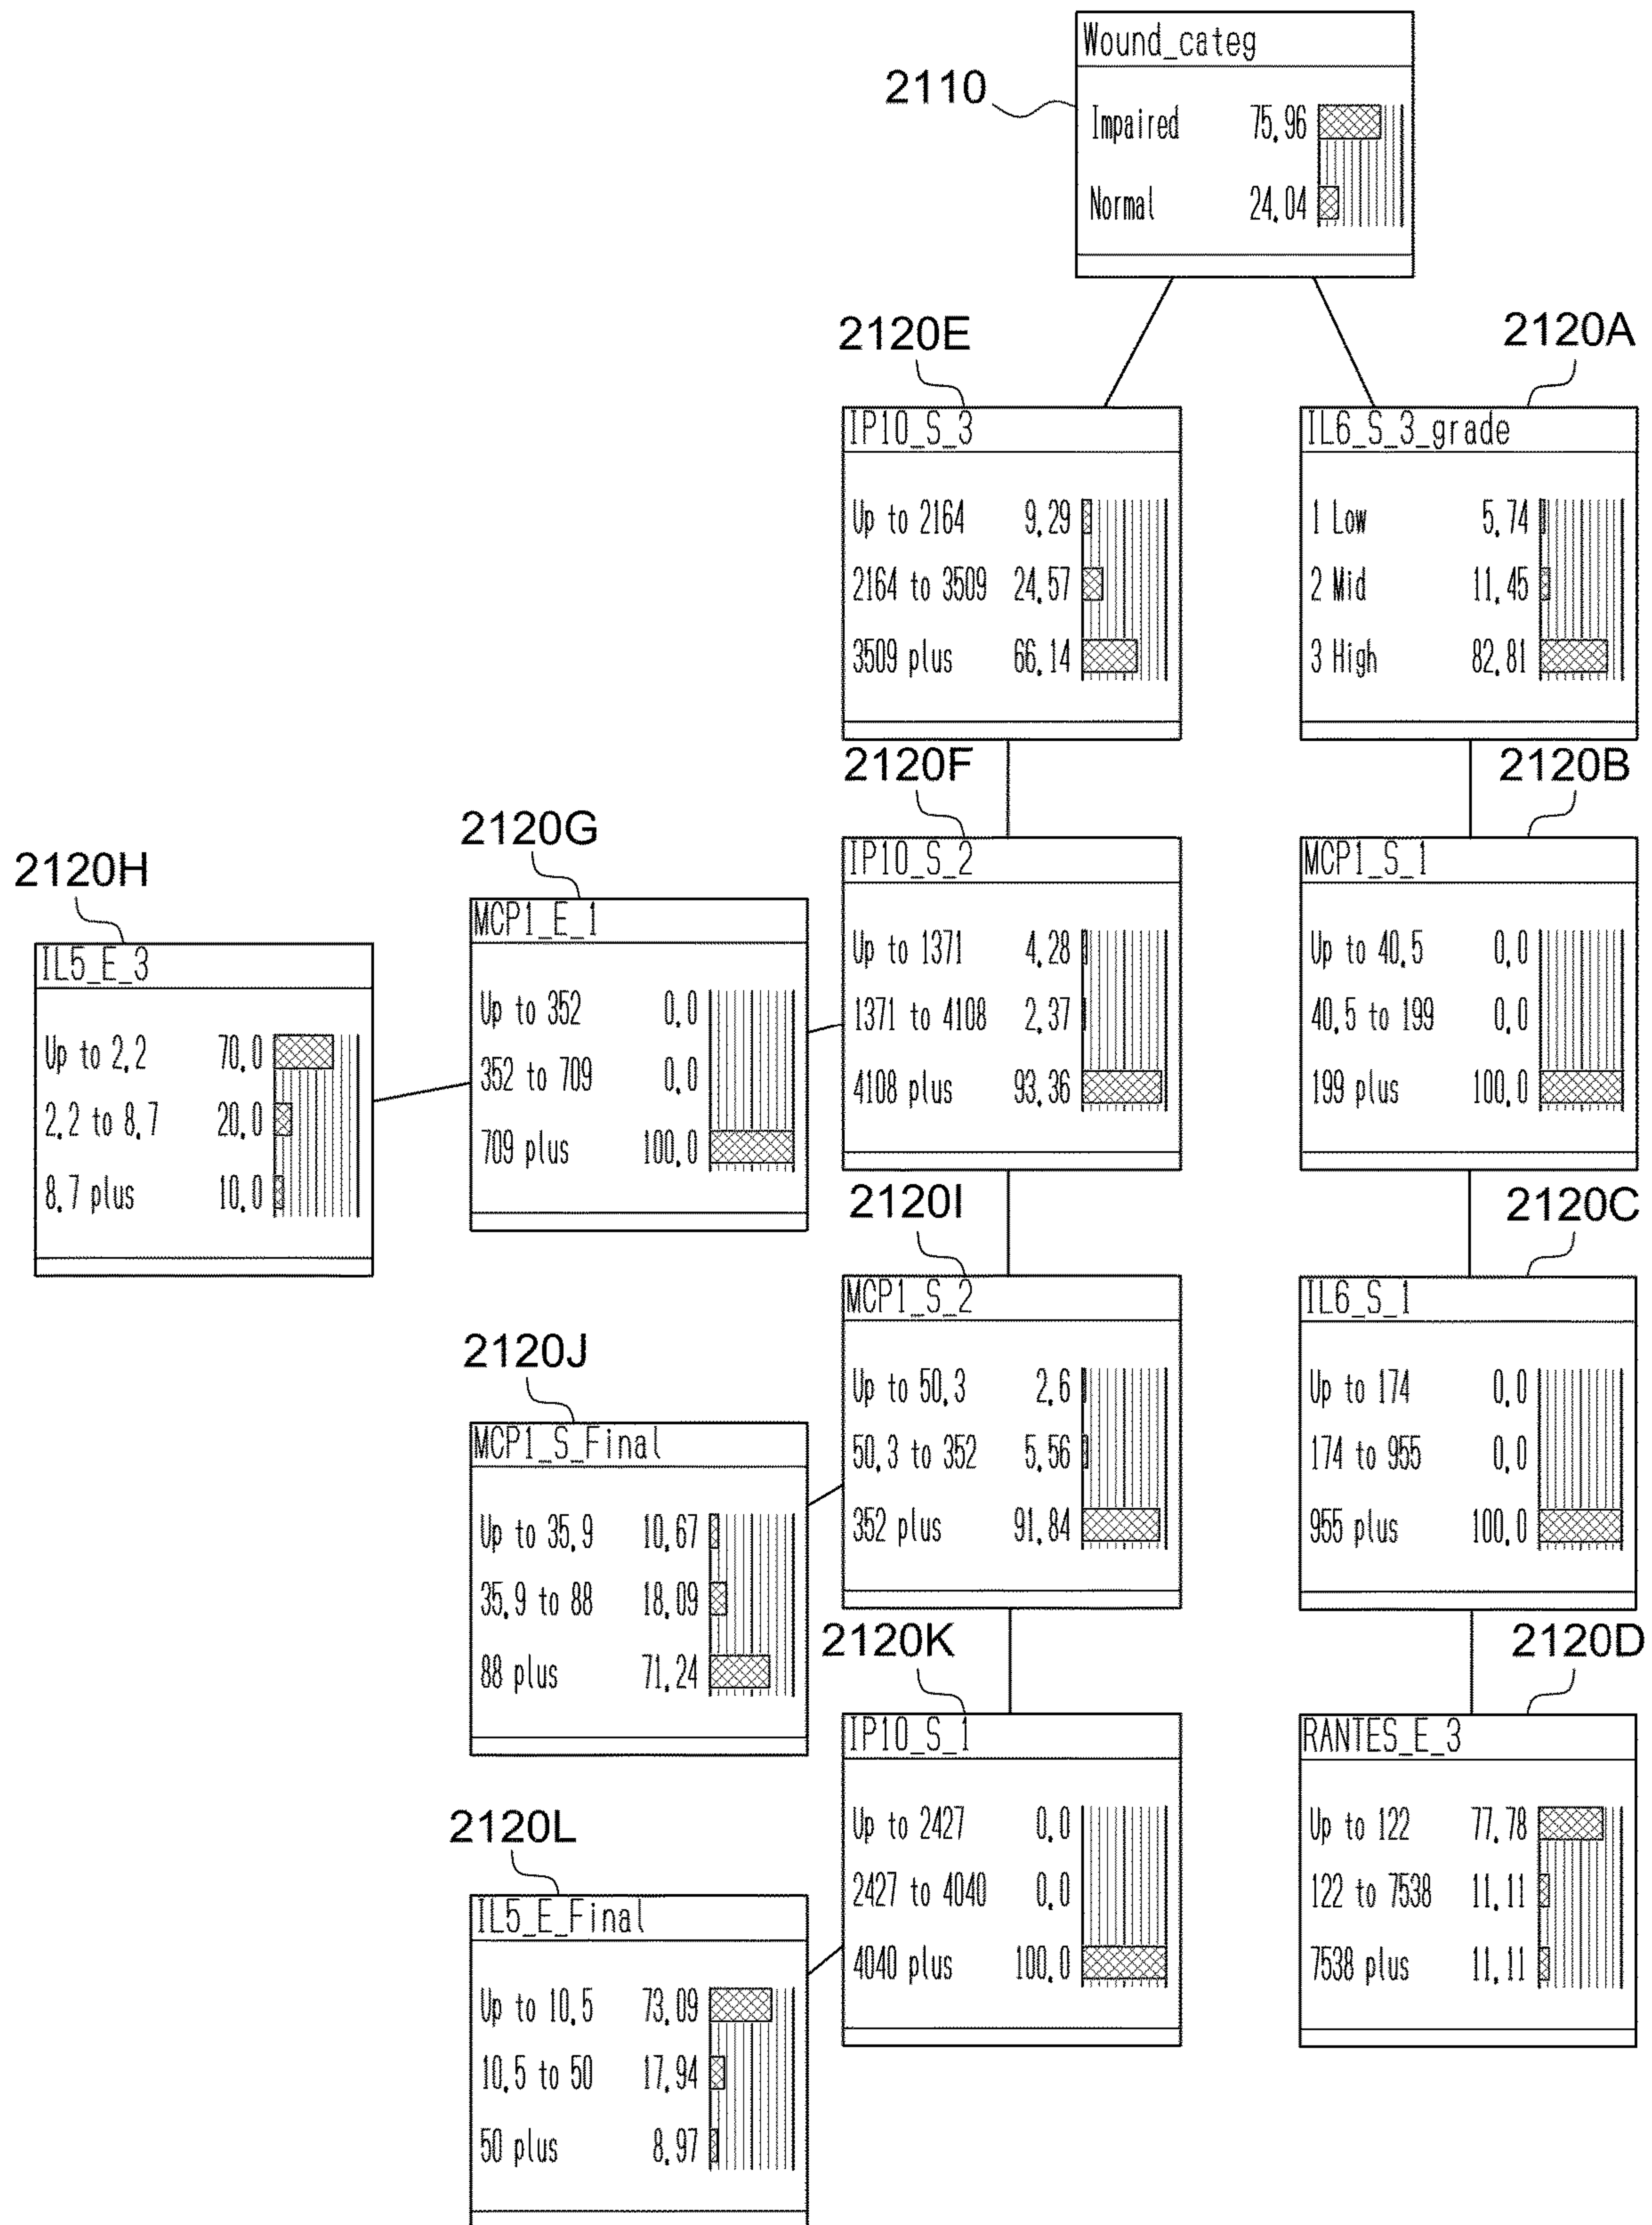 Wound_categ
2110
Impaired 75.96
Normal 24.04
2120E
IP10_S_3
Up to 2164 9.29
2164 to 3509 24.57
3509 plus 66.14
2120A
IL6_S_3_grade
1 Low 5.74
2 Mid 11.45
3 High 82.81
2120F
IP10_S_2
Up to 1371 4.28
1371 to 4108 2.37
4108 plus 93.36
2120B
MCP1_S_1
Up to 40.5 0.0
40.5 to 199 0.0
199 plus 100.0
2120G
MCP1_E_1
Up to 352 0.0
352 to 709 0.0
709 plus 100.0
2120H
IL5_E_3
Up to 2.2 70.0
2.2 to 8.7 20.0
8.7 plus 10.0
2120I
MCP1_S_2
Up to 50.3 2.6
50.3 to 352 5.56
352 plus 91.84
2120C
IL6_S_1
Up to 174 0.0
174 to 955 0.0
955 plus 100.0
2120J
MCP1_S_Final
Up to 35.9 10.67
35.9 to 88 18.09
88 plus 71.24
2120K
IP10_S_1
Up to 2427 0.0
2427 to 4040 0.0
4040 plus 100.0
2120D
RANTES_E_3
Up to 122 77.78
122 to 7538 11.11
7538 plus 11.11
2120L
IL5_E_Final
Up to 10.5 73.09
10.5 to 50 17.94
50 plus 8.97